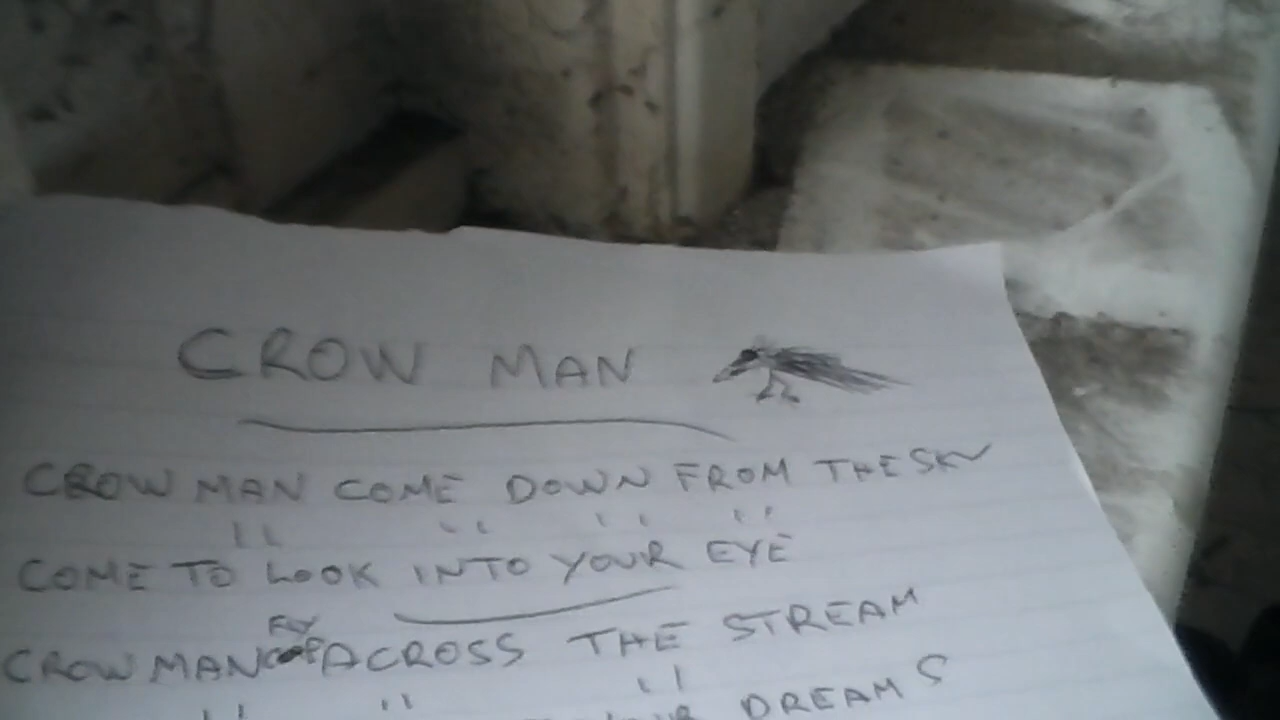 CROW MAN
CROW MAN COME DOWN FROM THE SKY
" " " "
COME TO LOOK INTO YOUR EYE
FLY
CROW MAN ACROSS THE STREAM
" " "
DREAMS